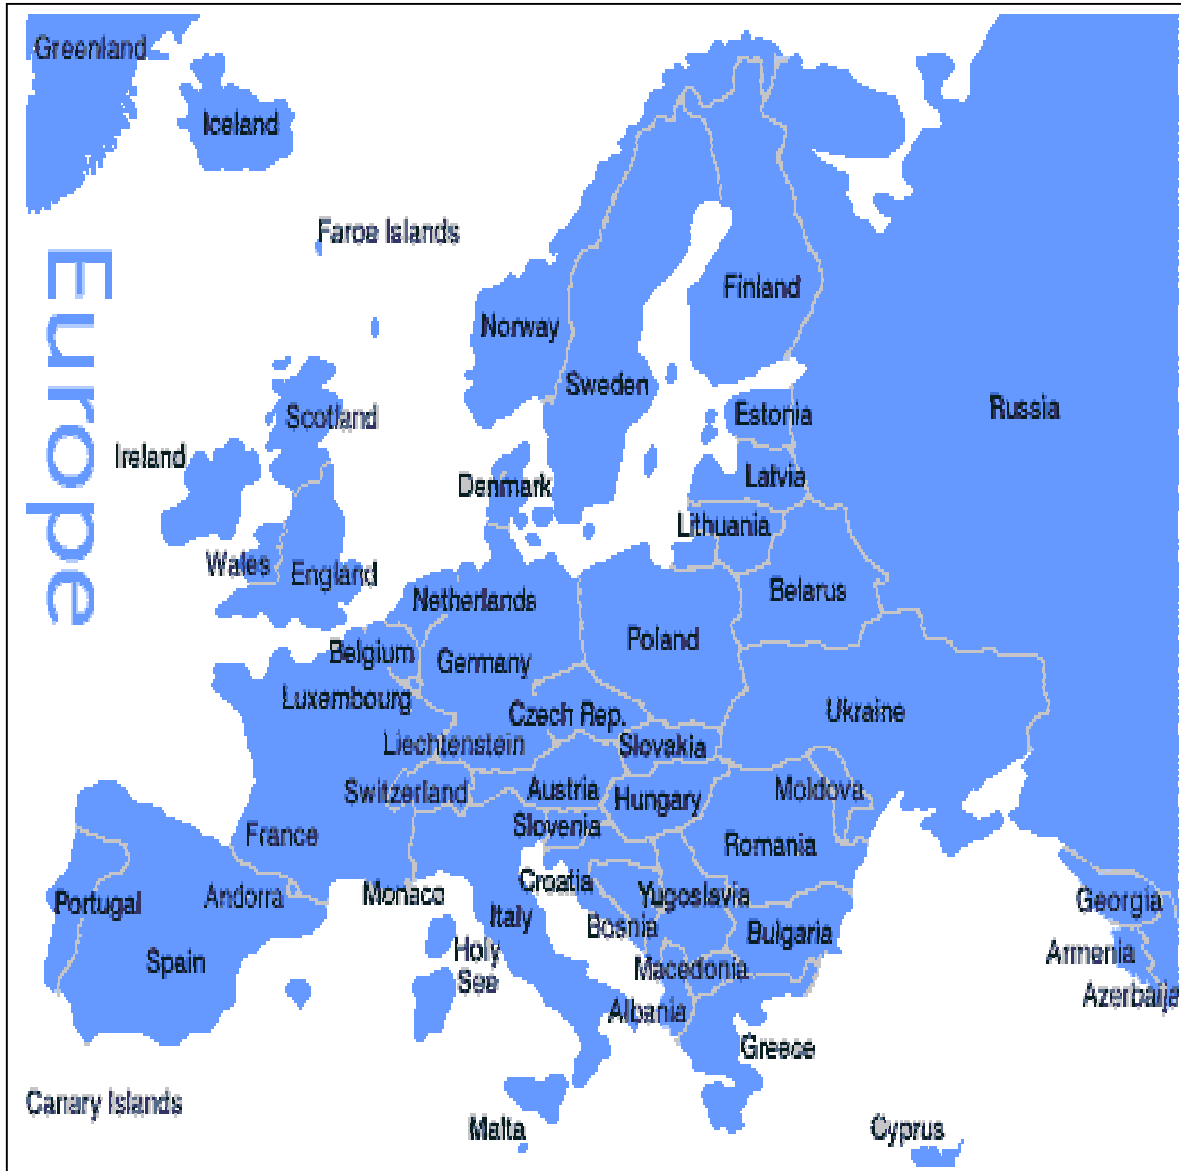 Greenland
Iceland
Faroe Islands
Europe
Norway
Finland
Sweden
Russia
Scotland
Estonia
Ireland
Latvia
Denmark
Lithuania
Wales
England
Belarus
Netherlands
Poland
Belgium
Germany
Luxembourg
Ukraine
Czech Rep.
Liechtenstein
Slovakia
Switzerland
Austria
Hungary
Moldova
Slovenia
France
Romania
Croatia
Portugal
Andorra
Monaco
Yugoslavia
Georgia
Italy
Bosnia
Bulgaria
Holy
See
Spain
Macedonia
Armenia
Azerbaija
Albania
Greece
Canary Islands
Malta
Cyprus